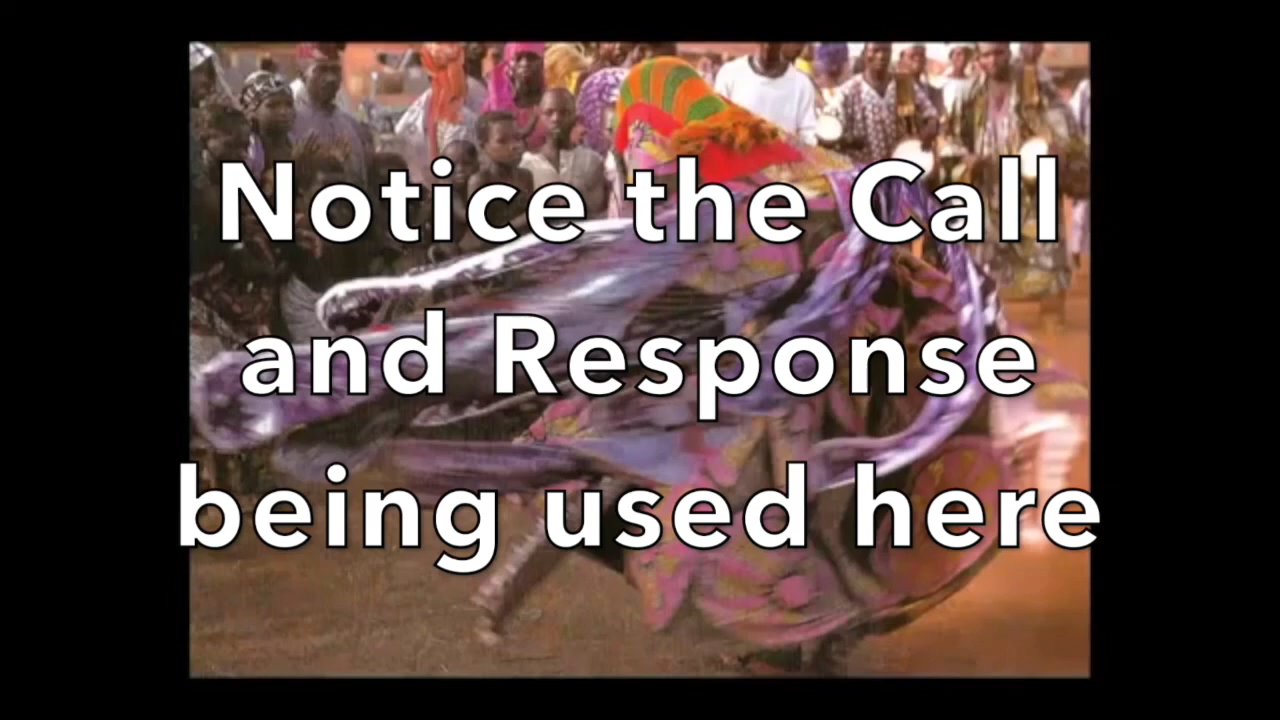 Notice the Call
and Response
being used here